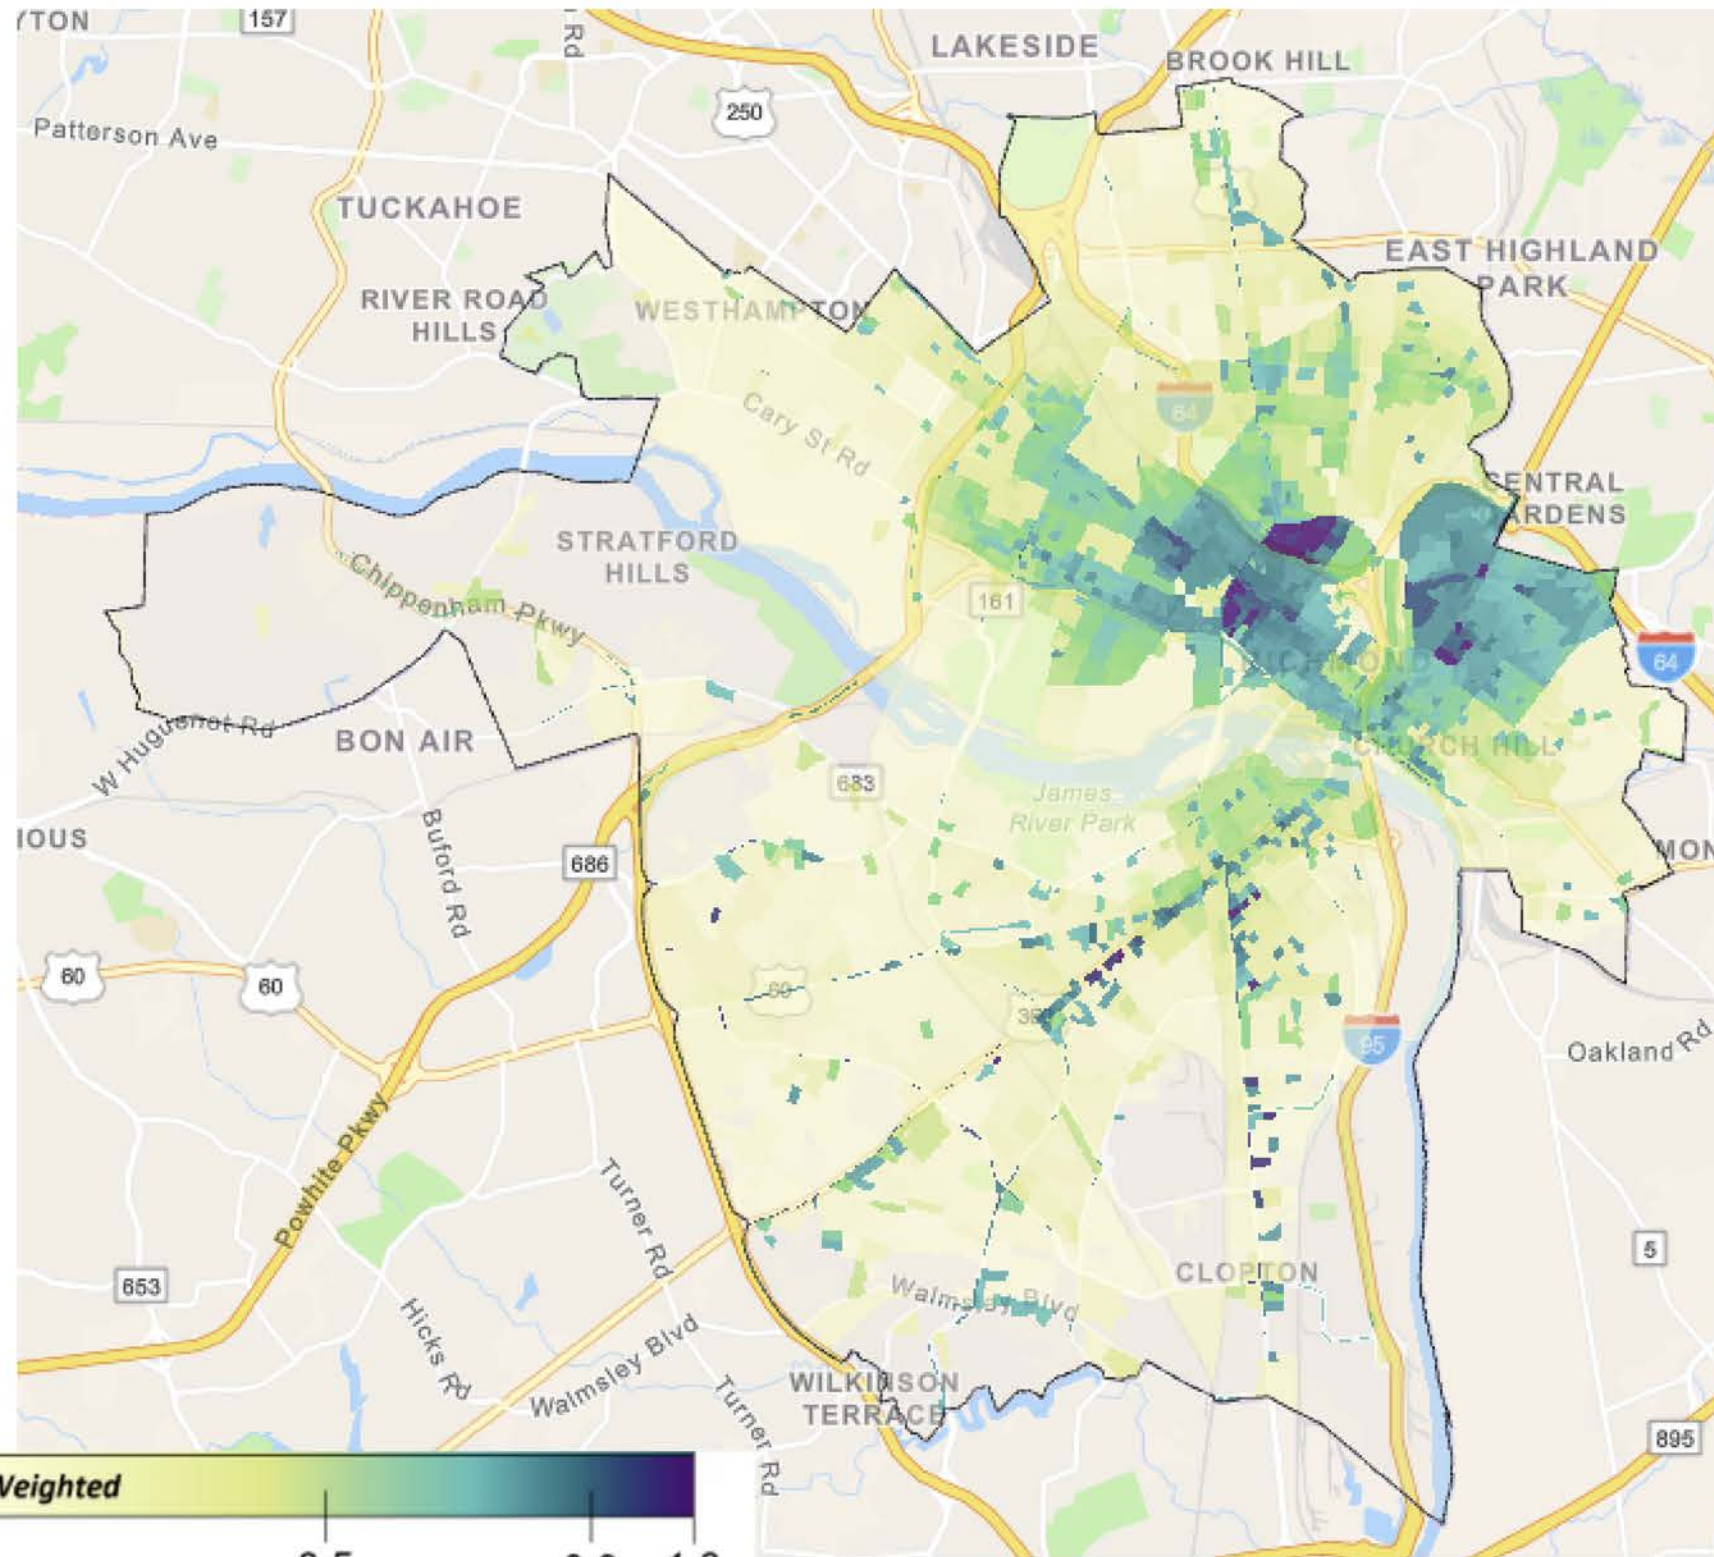 157
Rd
LAKESIDE
BROOK HILL
250
Patterson Ave
TUCKAHOE
EAST HIGHLAND
PARK
RIVER ROAD
HILLS
WESTHAMPTON
Cary St Rd
64
CENTRAL
GARDENS
STRATFORD
HILLS
Chippenham Pkwy
161
64
RICHMOND
W Huguenot Rd
BON AIR
CHURCH HILL
683
James
River Park
Buford Rd
686
60
60
60
95
Oakland Rd
Powhite Pkwy
Turner Rd
653
5
CLOPTON
Walmsley Blvd
Hicks Rd
Walmsley Blvd
WILKINSON
TERRACE
Turner Rd
895
Weighted